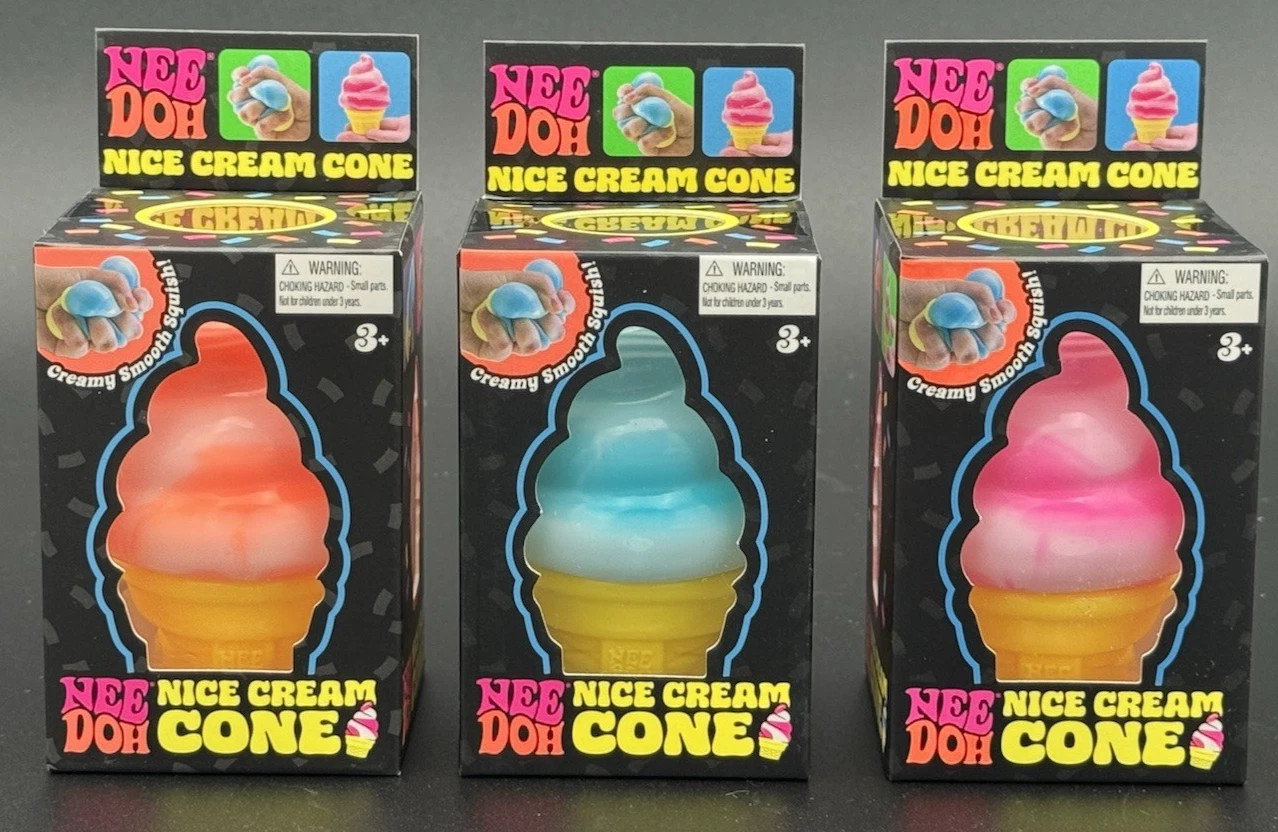 NEE
DOH
NICE CREAM CONE
Creamy Smooth Squish!
WARNING:
CHOKING HAZARD - Small parts.
Not for children under 3 years.
3+
NEE
DOH
NICE CREAM
CONE
NEE
DOH
NICE CREAM CONE
Creamy Smooth Squish!
WARNING:
CHOKING HAZARD - Small parts.
Not for children under 3 years.
3+
NEE
NEE
DOH
NICE CREAM
CONE
NEE
DOH
NICE CREAM CONE
Creamy Smooth Squish!
WARNING:
CHOKING HAZARD - Small parts.
Not for children under 3 years.
3+
NEE
DOH
NICE CREAM
CONE